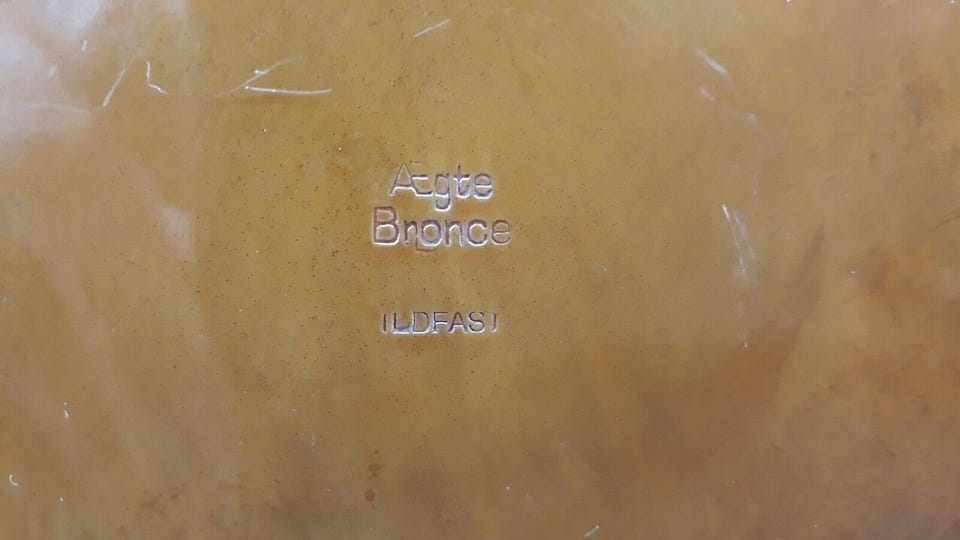 Ægte
Bronce
ILDFAST